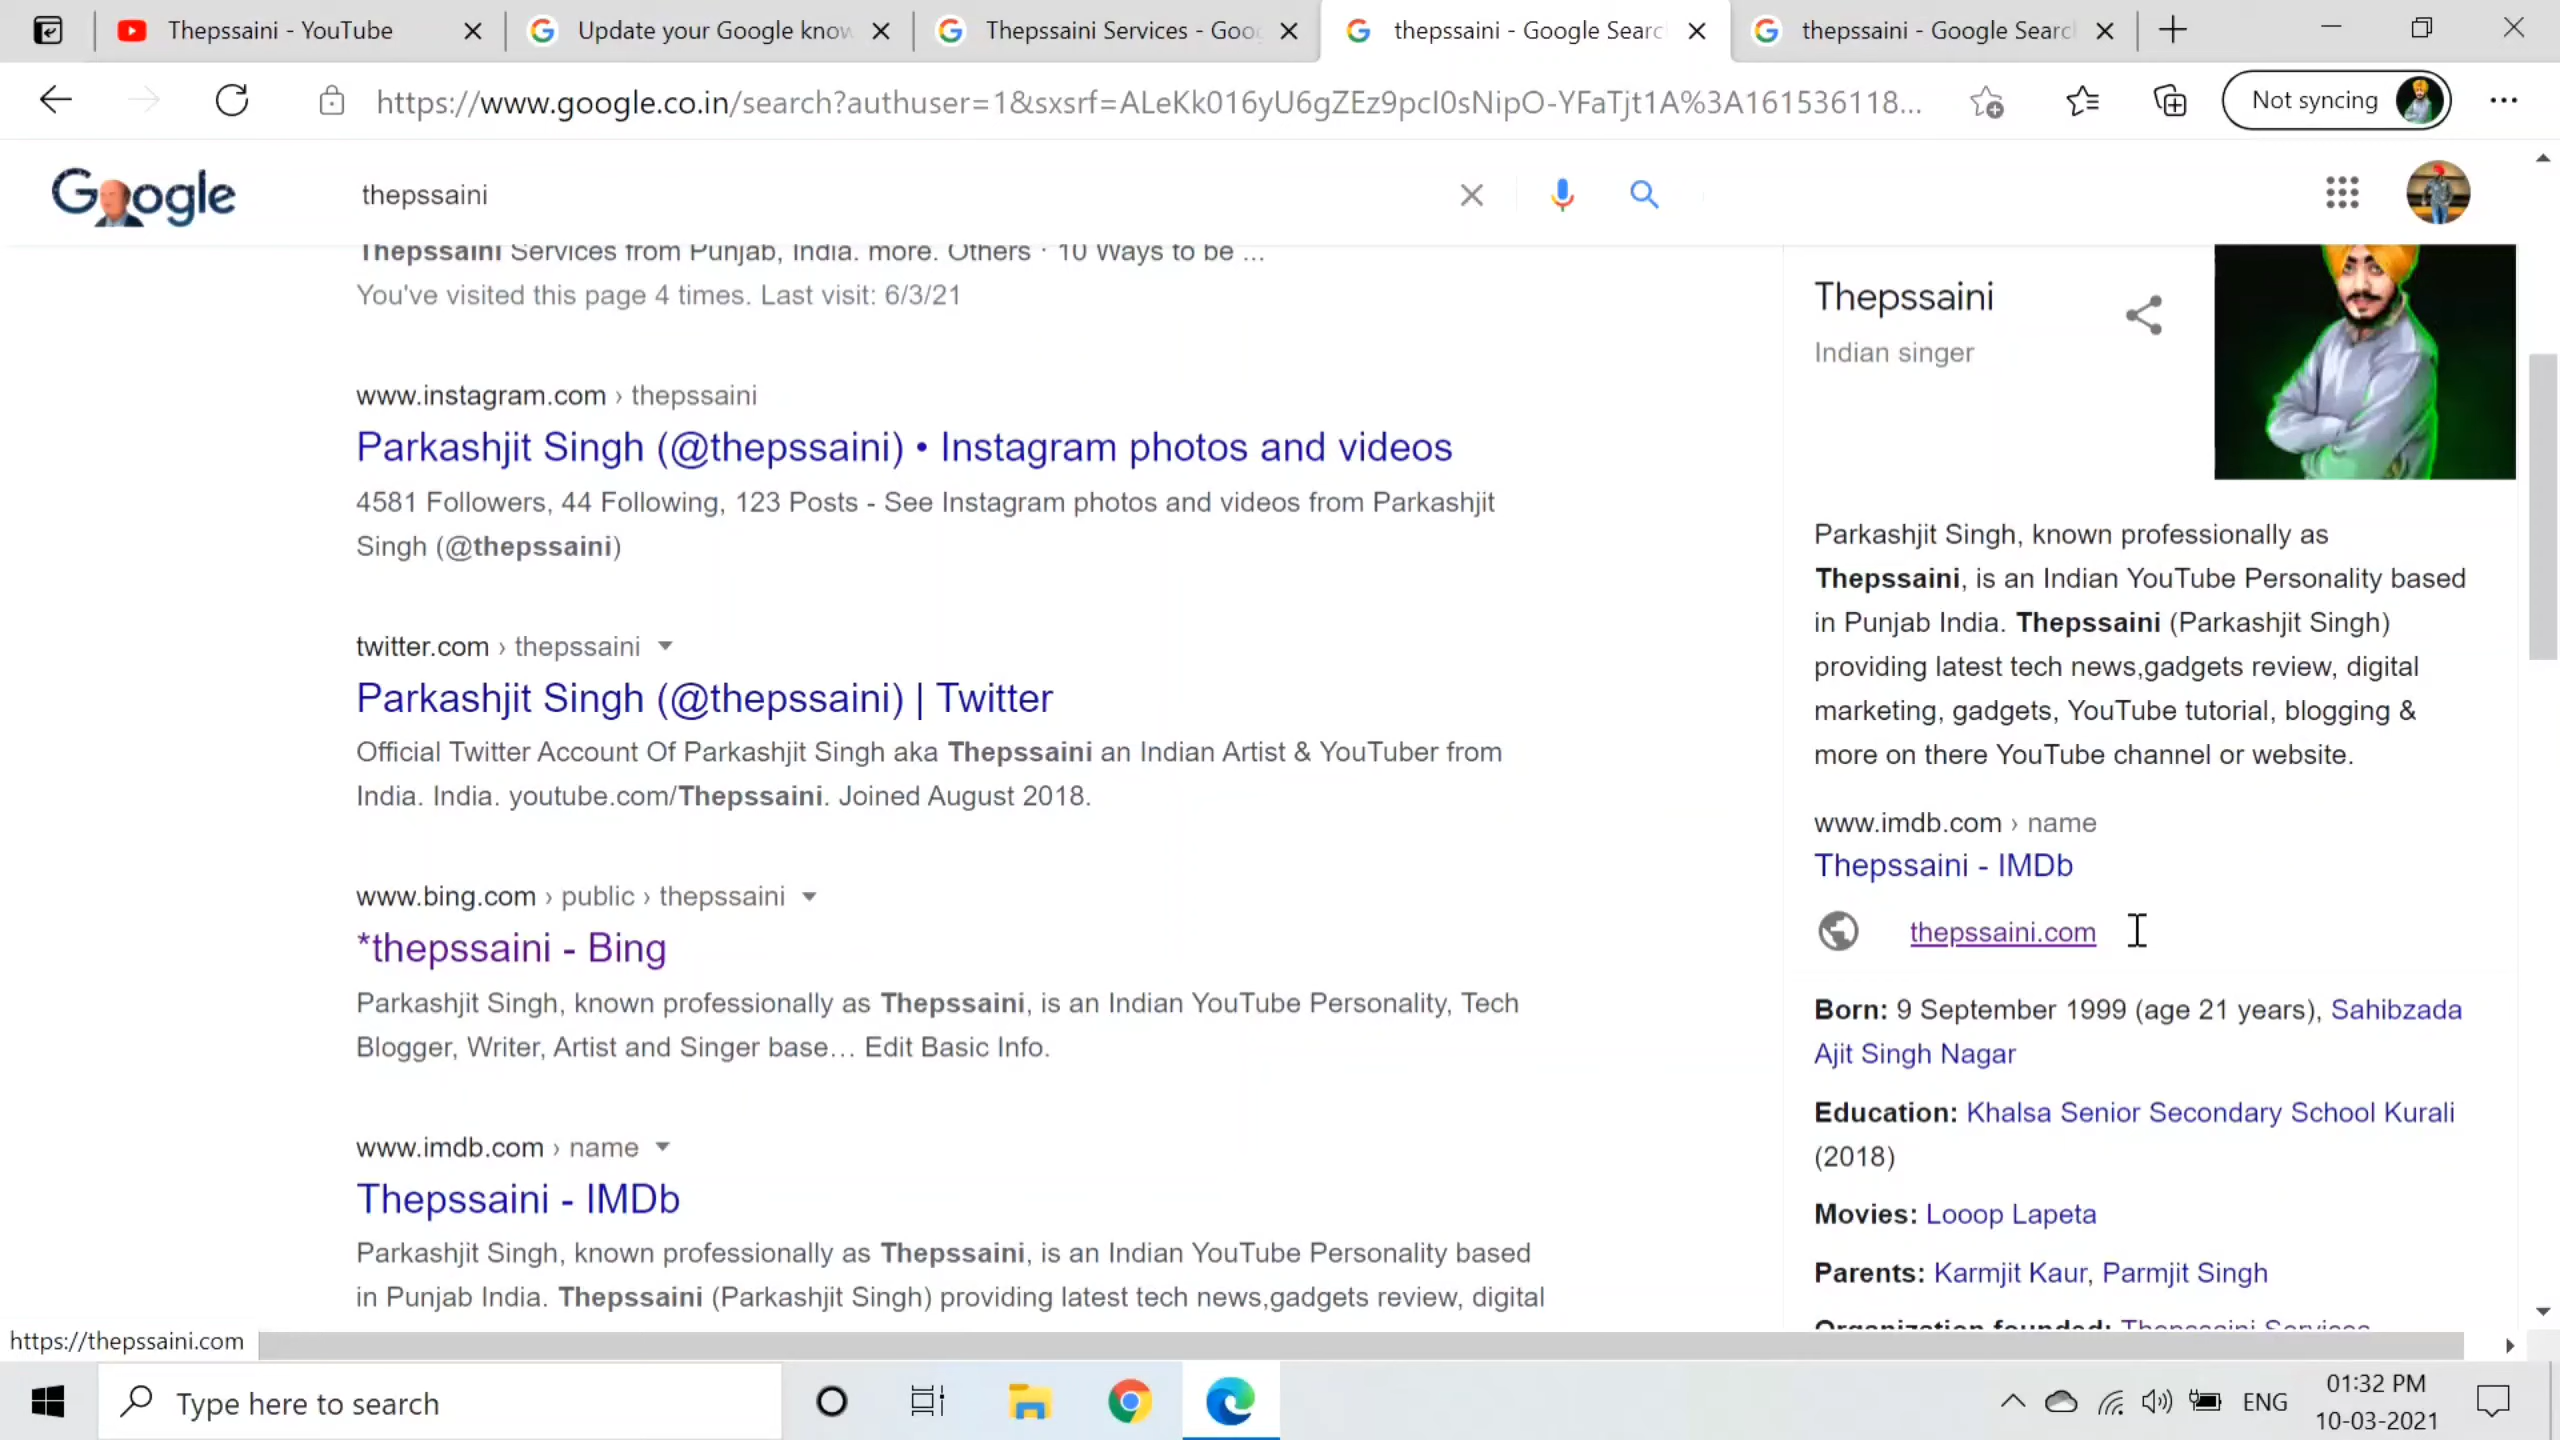 Thepssaini - YouTube
Update your Google know
Thepssaini Services - Goog
thepssaini - Google Searc
thepssaini - Google Searc
https://www.google.co.in/search?authuser=1&sxsrf=ALeKk016yU6gZEz9pcI0sNipO-YFaTjt1A%3A161536118...
Not syncing
Google
thepssaini
Thepssaini Services from Punjab, India. more. Others · 10 Ways to be ...
You've visited this page 4 times. Last visit: 6/3/21
www.instagram.com › thepssaini
Parkashjit Singh (@thepssaini) • Instagram photos and videos
4581 Followers, 44 Following, 123 Posts - See Instagram photos and videos from Parkashjit
Singh (@thepssaini)
twitter.com › thepssaini
Parkashjit Singh (@thepssaini) | Twitter
Official Twitter Account Of Parkashjit Singh aka Thepssaini an Indian Artist & YouTuber from
India. India. youtube.com/Thepssaini. Joined August 2018.
www.bing.com › public › thepssaini
*thepssaini - Bing
Parkashjit Singh, known professionally as Thepssaini, is an Indian YouTube Personality, Tech
Blogger, Writer, Artist and Singer base… Edit Basic Info.
www.imdb.com › name
Thepssaini - IMDb
Parkashjit Singh, known professionally as Thepssaini, is an Indian YouTube Personality based
in Punjab India. Thepssaini (Parkashjit Singh) providing latest tech news,gadgets review, digital
Thepssaini
Indian singer
Parkashjit Singh, known professionally as
Thepssaini, is an Indian YouTube Personality based
in Punjab India. Thepssaini (Parkashjit Singh)
providing latest tech news,gadgets review, digital
marketing, gadgets, YouTube tutorial, blogging &
more on there YouTube channel or website.
www.imdb.com › name
Thepssaini - IMDb
thepssaini.com
Born: 9 September 1999 (age 21 years), Sahibzada
Ajit Singh Nagar
Education: Khalsa Senior Secondary School Kurali
(2018)
Movies: Looop Lapeta
Parents: Karmjit Kaur, Parmjit Singh
Organization founded: Thepssaini Services
https://thepssaini.com
Type here to search
ENG
01:32 PM
10-03-2021